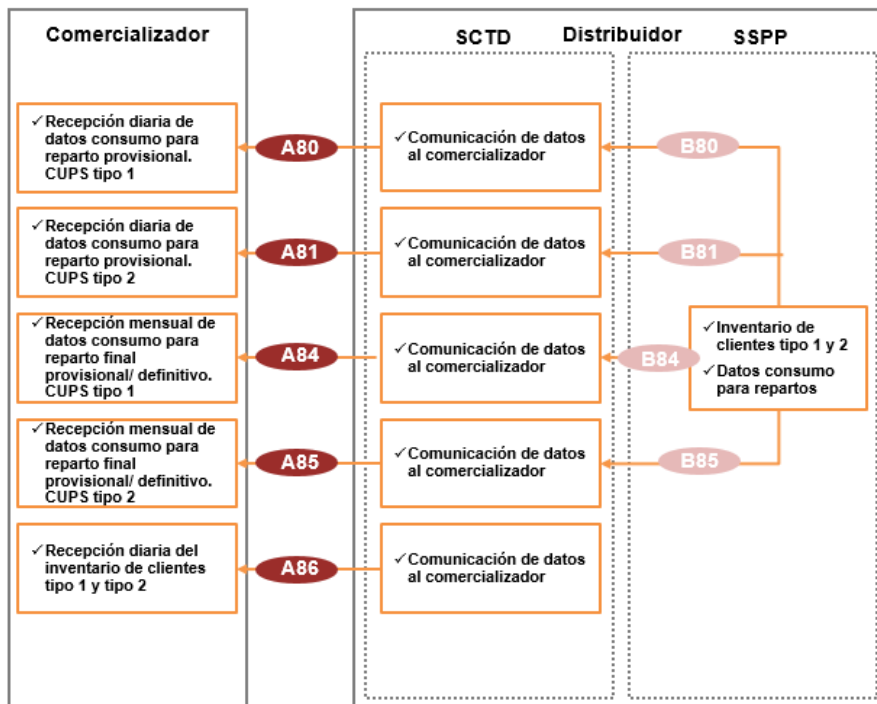 Comercializador
SCTD
Distribuidor
SSPP
✓Recepción diaria de
datos consumo para
reparto provisional.
CUPS tipo 1
A80
✓Comunicación de datos
al comercializador
B80
✓Recepción diaria de
datos consumo para
reparto provisional.
CUPS tipo 2
A81
✓Comunicación de datos
al comercializador
B81
✓Recepción mensual de
datos consumo para
reparto final
provisional/ definitivo.
CUPS tipo 1
A84
✓Comunicación de datos
al comercializador
B84
✓Inventario de
clientes tipo 1 y 2
✓Datos consumo
para repartos
✓Recepción mensual de
datos consumo para
reparto final
provisional/ definitivo.
CUPS tipo 2
A85
✓Comunicación de datos
al comercializador
B85
✓Recepción diaria del
inventario de clientes
tipo 1 y tipo 2
A86
✓Comunicación de datos
al comercializador